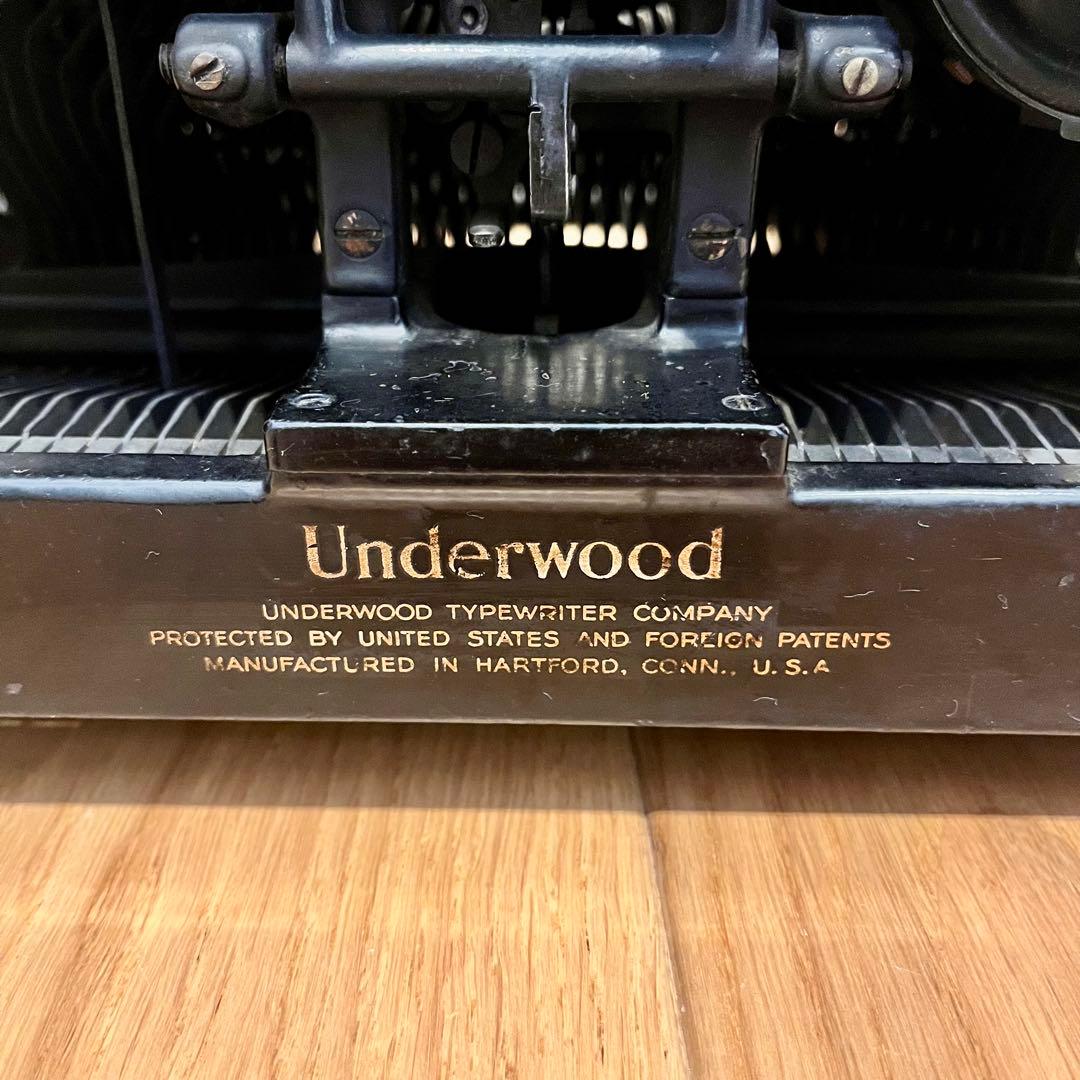 Underwood
UNDERWOOD TYPEWRITER COMPANY
PROTECTED BY UNITED STATES AND FOREIGN PATENTS
MANUFACTURED IN HARTFORD, CONN., U.S.A